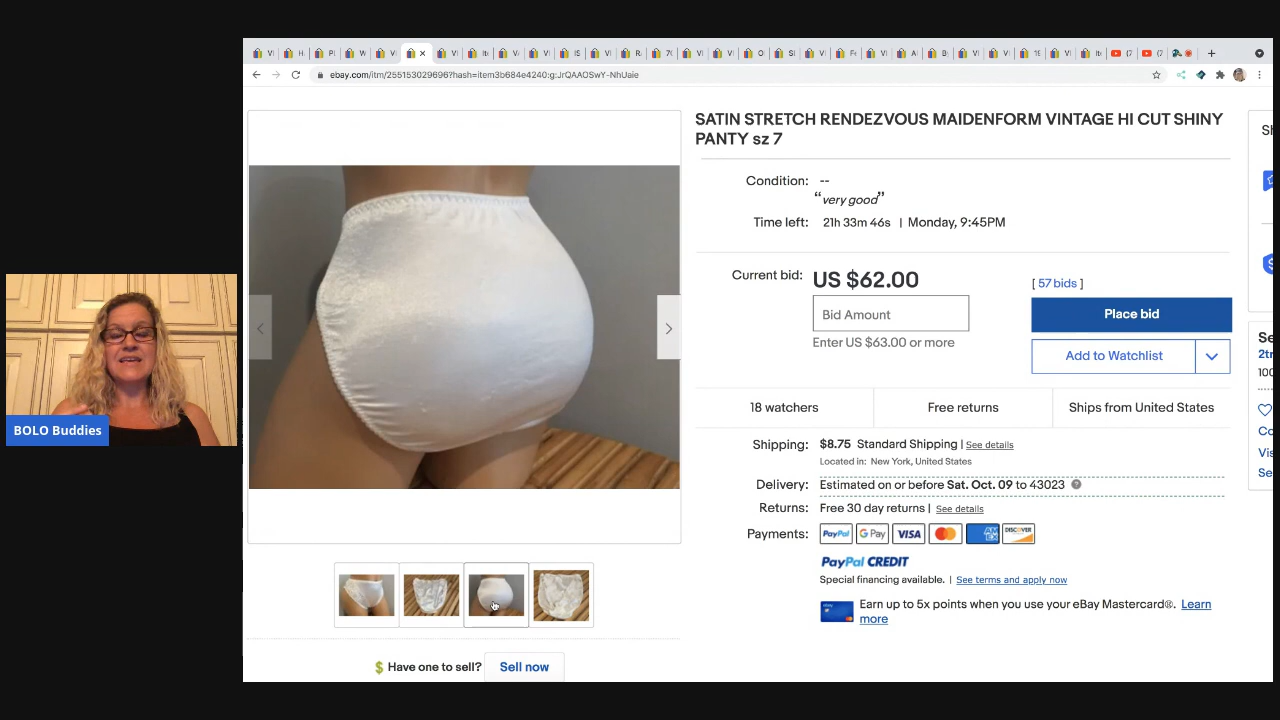 ebay.com/itm/255153029696?hash=item3b684e4240:g:JrQAAOSwY-NhUaie
SATIN STRETCH RENDEZVOUS MAIDENFORM VINTAGE HI CUT SHINY
PANTY sz 7
Condition: --
“very good”
Time left: 21h 33m 46s | Monday, 9:45PM
Current bid: US $62.00
[ 57 bids ]
Bid Amount
Place bid
Enter US $63.00 or more
Add to Watchlist
18 watchers
Free returns
Ships from United States
Shipping: $8.75 Standard Shipping | See details
Located in: New York, United States
Delivery: Estimated on or before Sat. Oct. 09 to 43023
Returns: Free 30 day returns | See details
Payments: PayPal G Pay VISA AMEX DISCOVER
PayPal CREDIT
Special financing available. | See terms and apply now
Earn up to 5x points when you use your eBay Mastercard®. Learn
more
Have one to sell? Sell now
BOLO Buddies